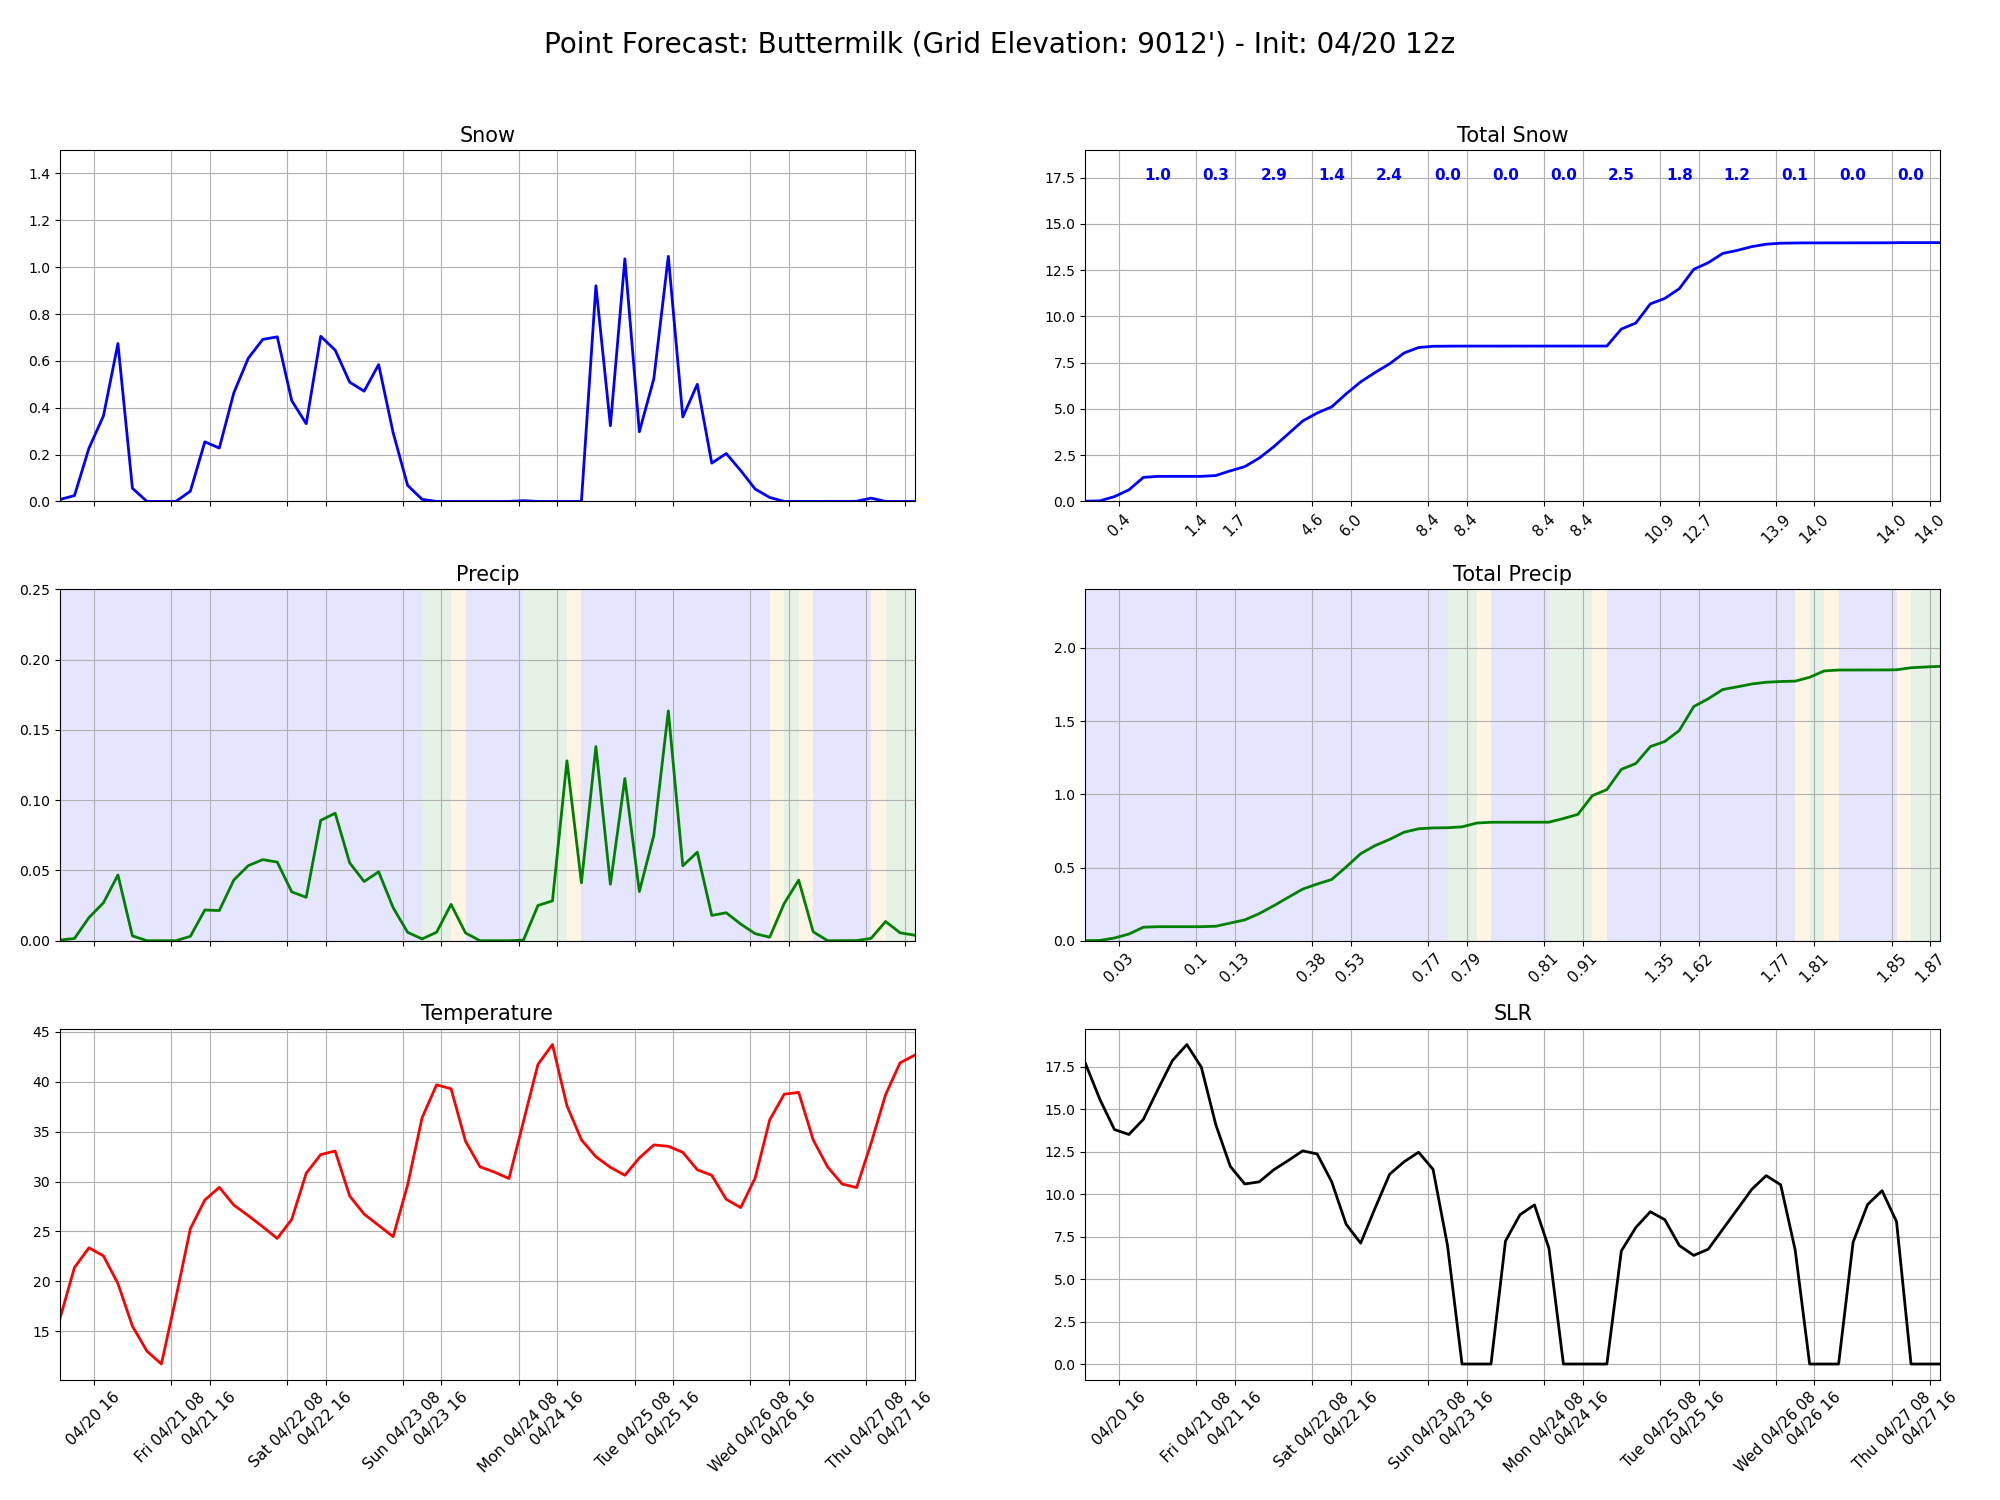 Point Forecast: Buttermilk (Grid Elevation: 9012') - Init: 04/20 12z
Snow
1.4
1.2
1.0
0.8
0.6
0.4
0.2
0.0
Total Snow
1.0 0.3 2.9 1.4 2.4 0.0 0.0 0.0 2.5 1.8 1.2 0.1 0.0 0.0
17.5
15.0
12.5
10.0
7.5
5.0
2.5
0.0
0.4 1.4 1.7 4.6 6.0 8.4 8.4 8.4 8.4 10.9 12.7 13.9 14.0 14.0 14.0
Precip
0.25
0.20
0.15
0.10
0.05
0.00
Total Precip
2.0
1.5
1.0
0.5
0.0
0.03 0.1 0.13 0.38 0.53 0.77 0.79 0.81 0.91 1.35 1.62 1.77 1.81 1.85 1.87
Temperature
45
40
35
30
25
20
15
04/20 16
Fri 04/21 08
04/21 16
Sat 04/22 08
04/22 16
Sun 04/23 08
04/23 16
Mon 04/24 08
04/24 16
Tue 04/25 08
04/25 16
Wed 04/26 08
04/26 16
Thu 04/27 08
04/27 16
SLR
17.5
15.0
12.5
10.0
7.5
5.0
2.5
0.0
04/20 16
Fri 04/21 08
04/21 16
Sat 04/22 08
04/22 16
Sun 04/23 08
04/23 16
Mon 04/24 08
04/24 16
Tue 04/25 08
04/25 16
Wed 04/26 08
04/26 16
Thu 04/27 08
04/27 16